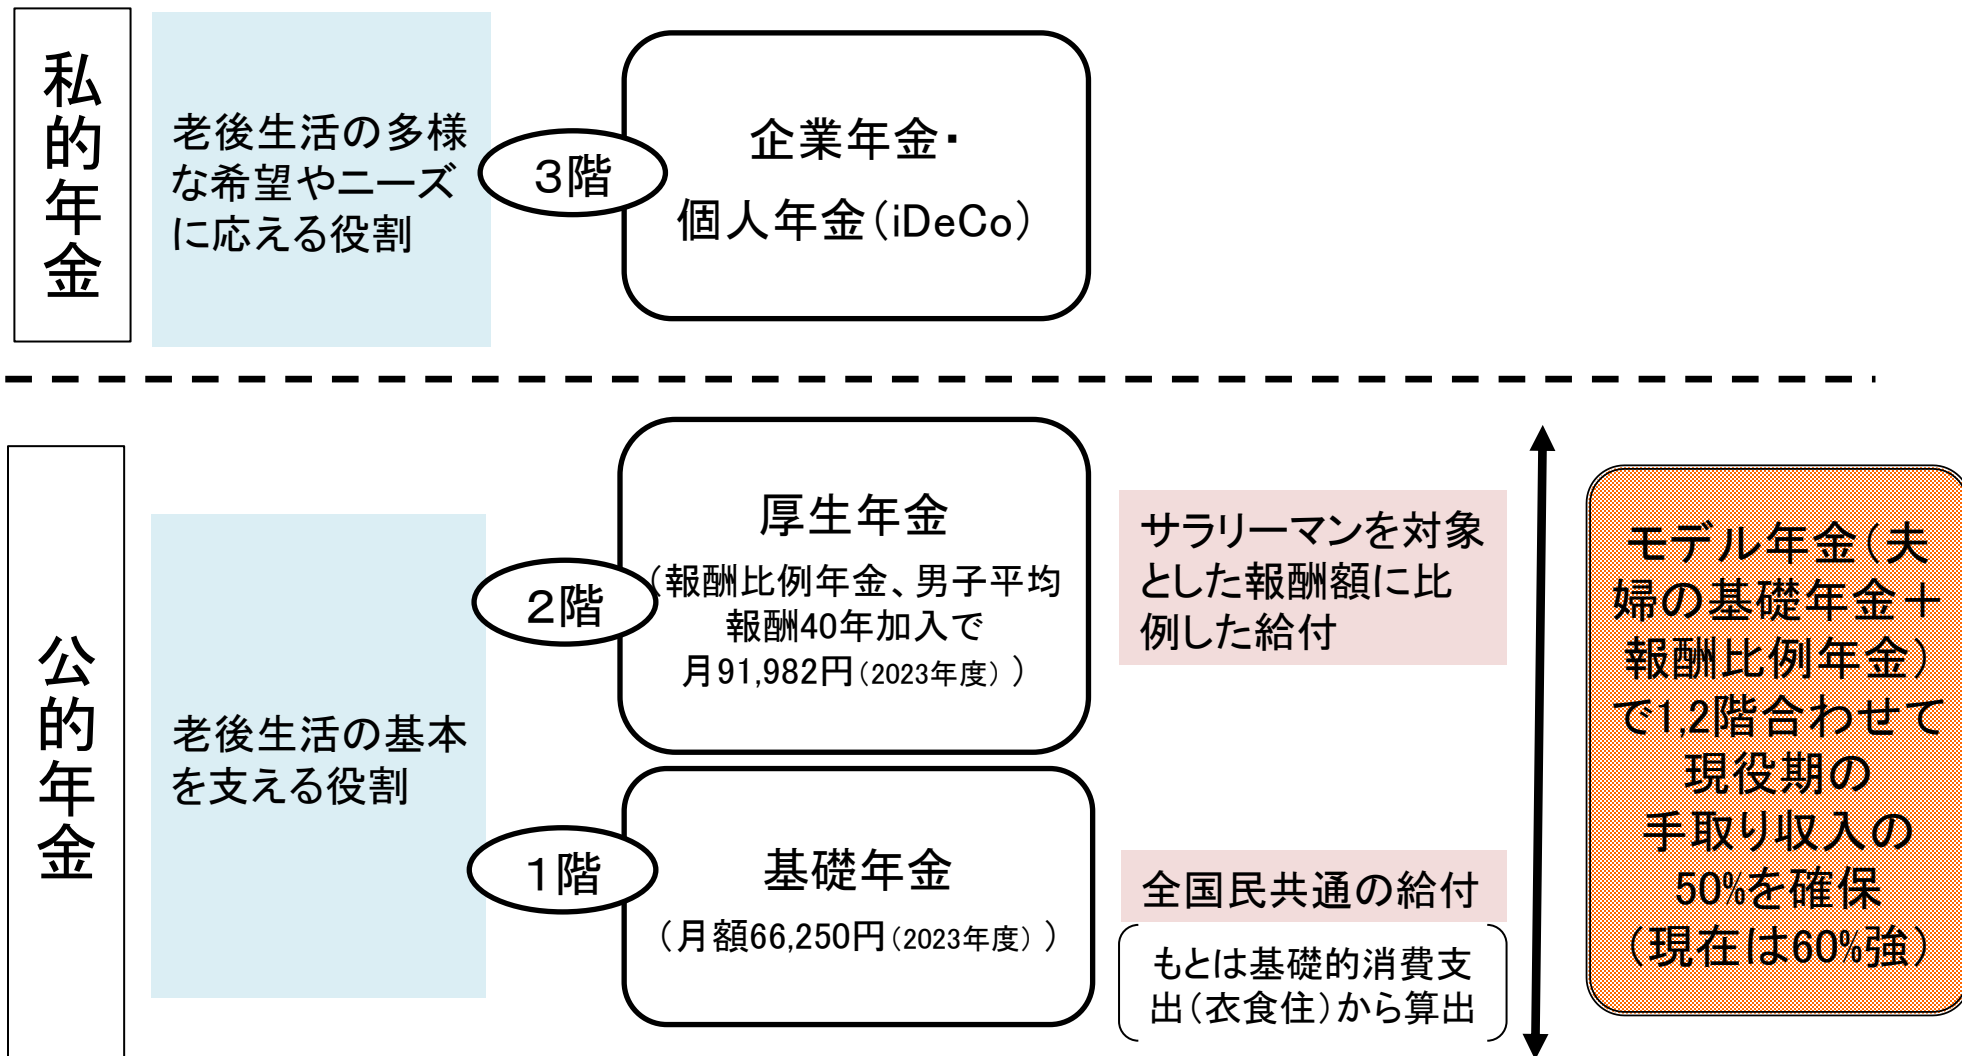 私的年金
老後生活の多様
な希望やニーズ
に応える役割
3階
企業年金・
個人年金(iDeCo)
公的年金
老後生活の基本
を支える役割
2階
厚生年金
(報酬比例年金、男子平均
報酬40年加入で
月91,982円(2023年度))
サラリーマンを対象
とした報酬額に比
例した給付
1階
基礎年金
(月額66,250円(2023年度))
全国民共通の給付
もとは基礎的消費支
出(衣食住)から算出
モデル年金(夫
婦の基礎年金+
報酬比例年金)
で1,2階合わせて
現役期の
手取り収入の
50%を確保
(現在は60%強)